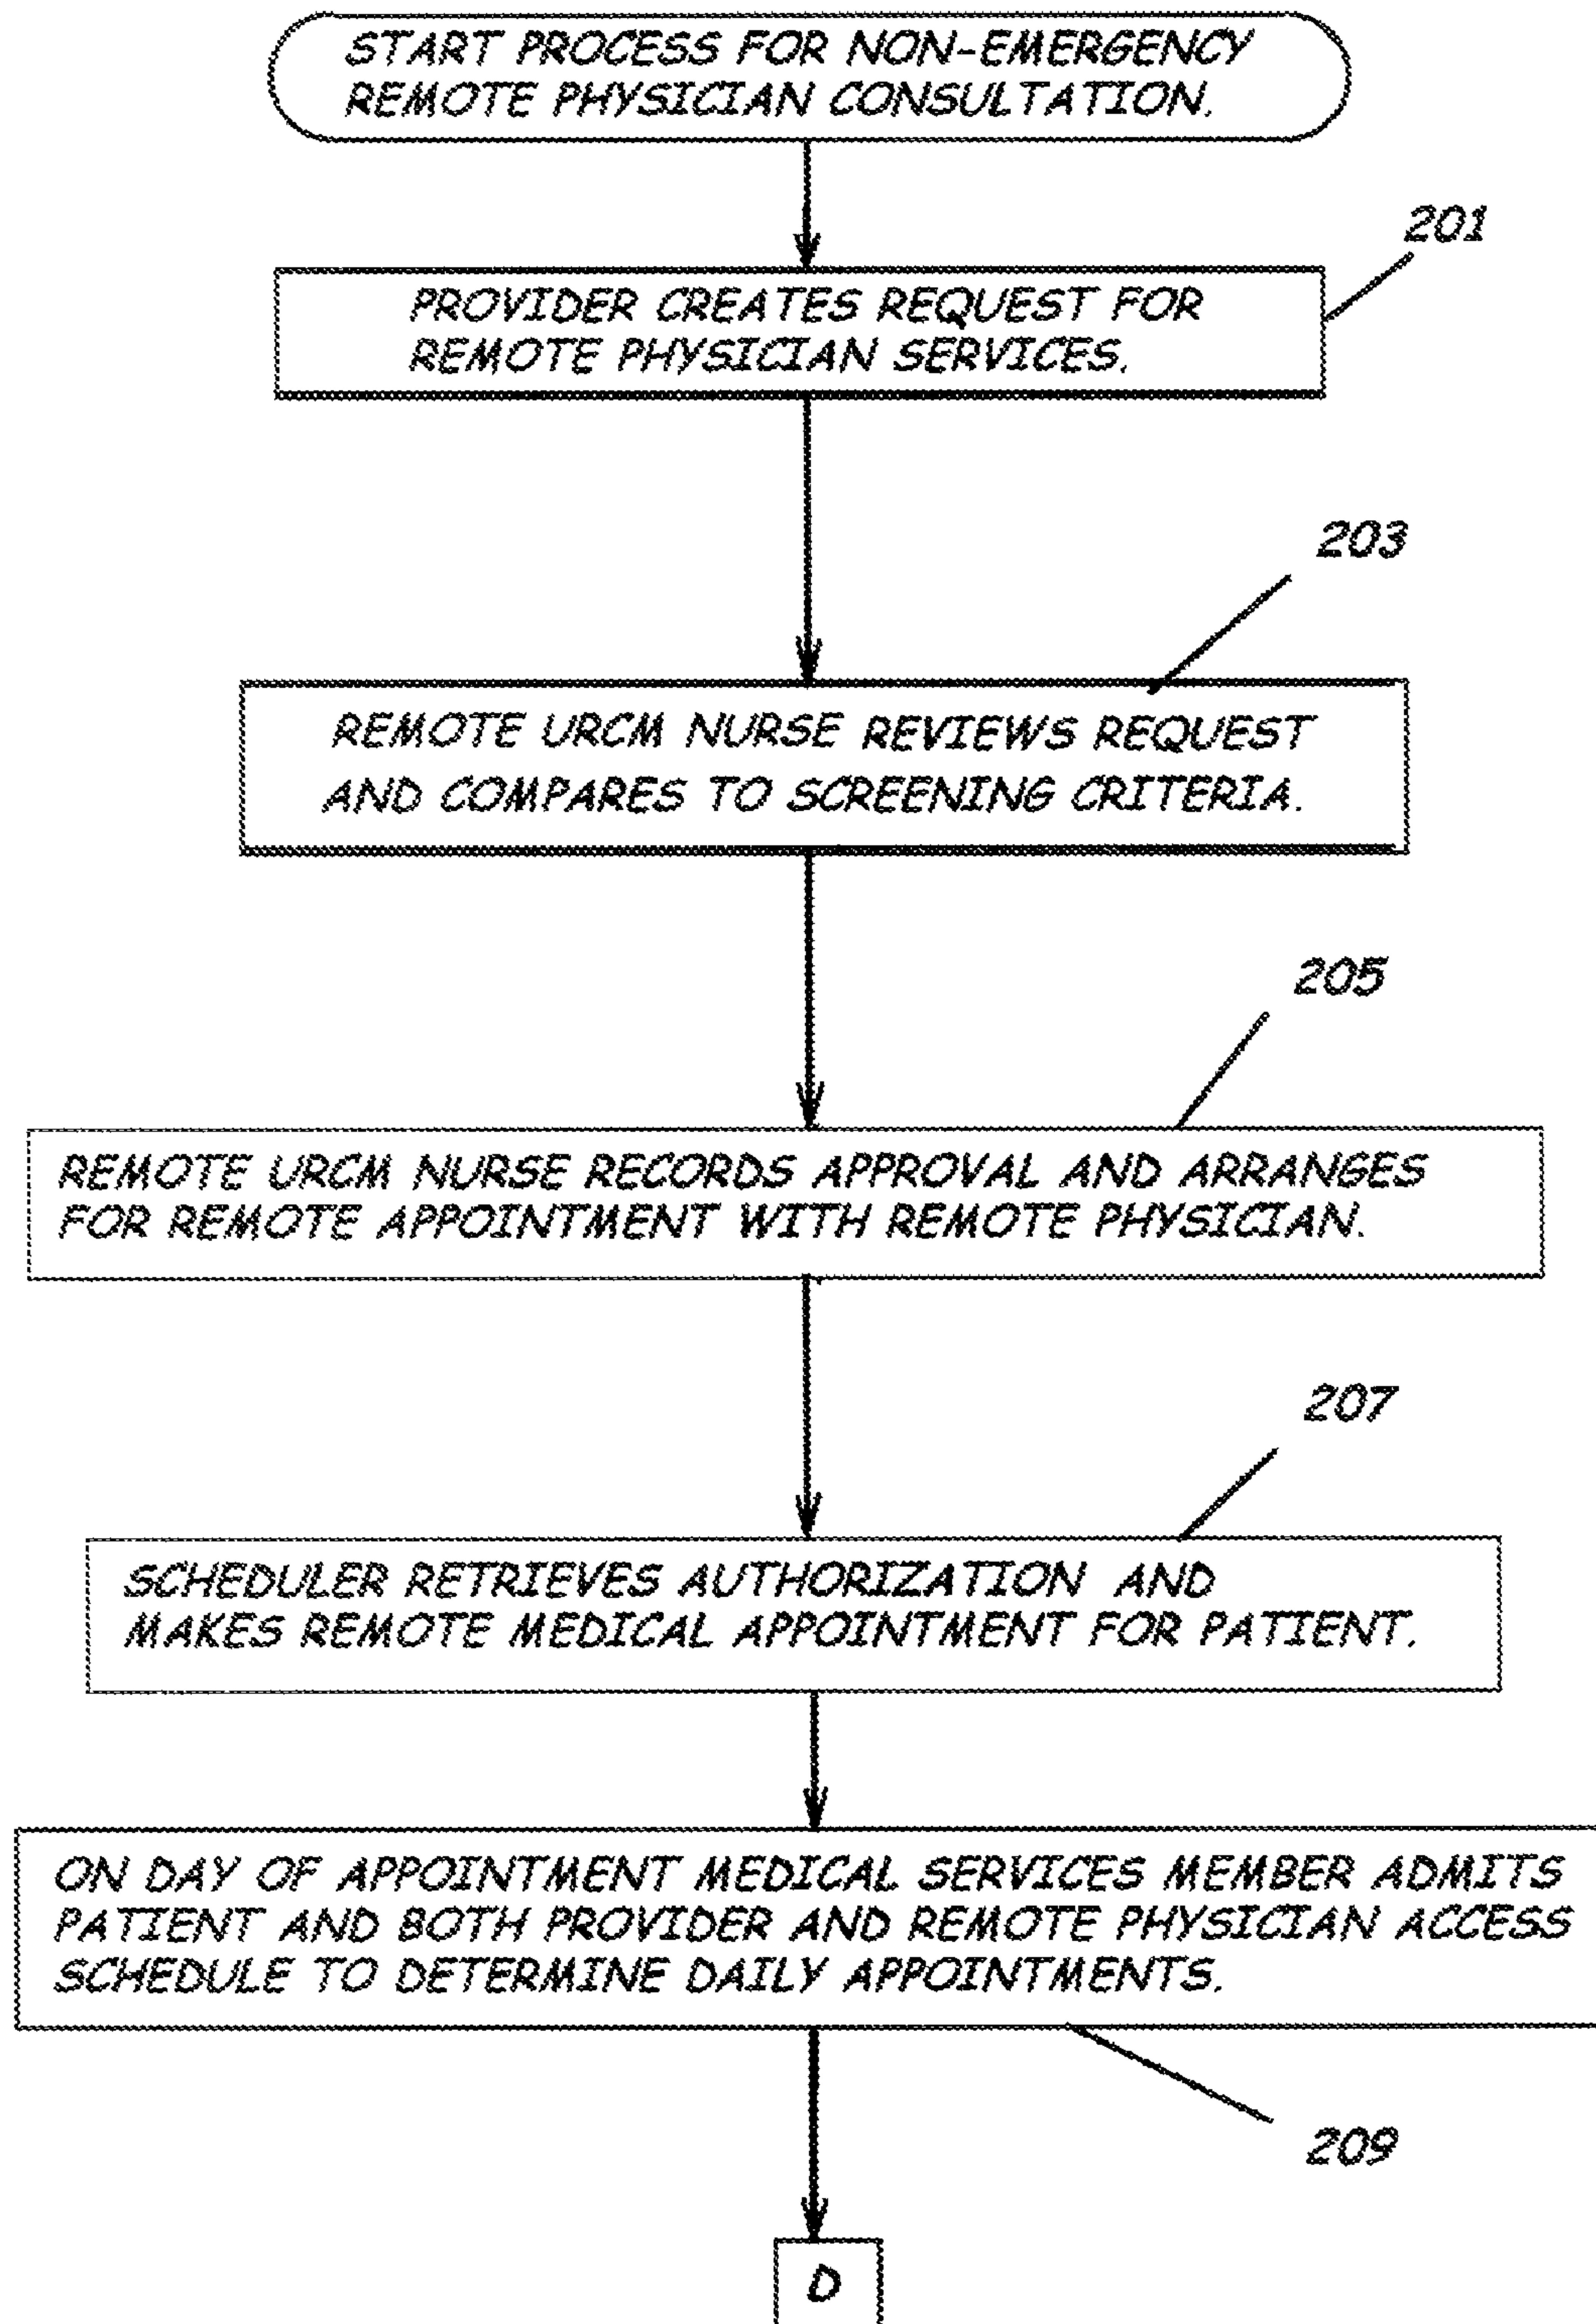 START PROCESS FOR NON-EMERGENCY
REMOTE PHYSICIAN CONSULTATION.
201
PROVIDER CREATES REQUEST FOR
REMOTE PHYSICIAN SERVICES.
203
REMOTE URCM NURSE REVIEWS REQUEST
AND COMPARES TO SCREENING CRITERIA.
205
REMOTE URCM NURSE RECORDS APPROVAL AND ARRANGES
FOR REMOTE APPOINTMENT WITH REMOTE PHYSICIAN.
207
SCHEDULER RETRIEVES AUTHORIZATION AND
MAKES REMOTE MEDICAL APPOINTMENT FOR PATIENT.
ON DAY OF APPOINTMENT MEDICAL SERVICES MEMBER ADMITS
PATIENT AND BOTH PROVIDER AND REMOTE PHYSICIAN ACCESS
SCHEDULE TO DETERMINE DAILY APPOINTMENTS.
209
D